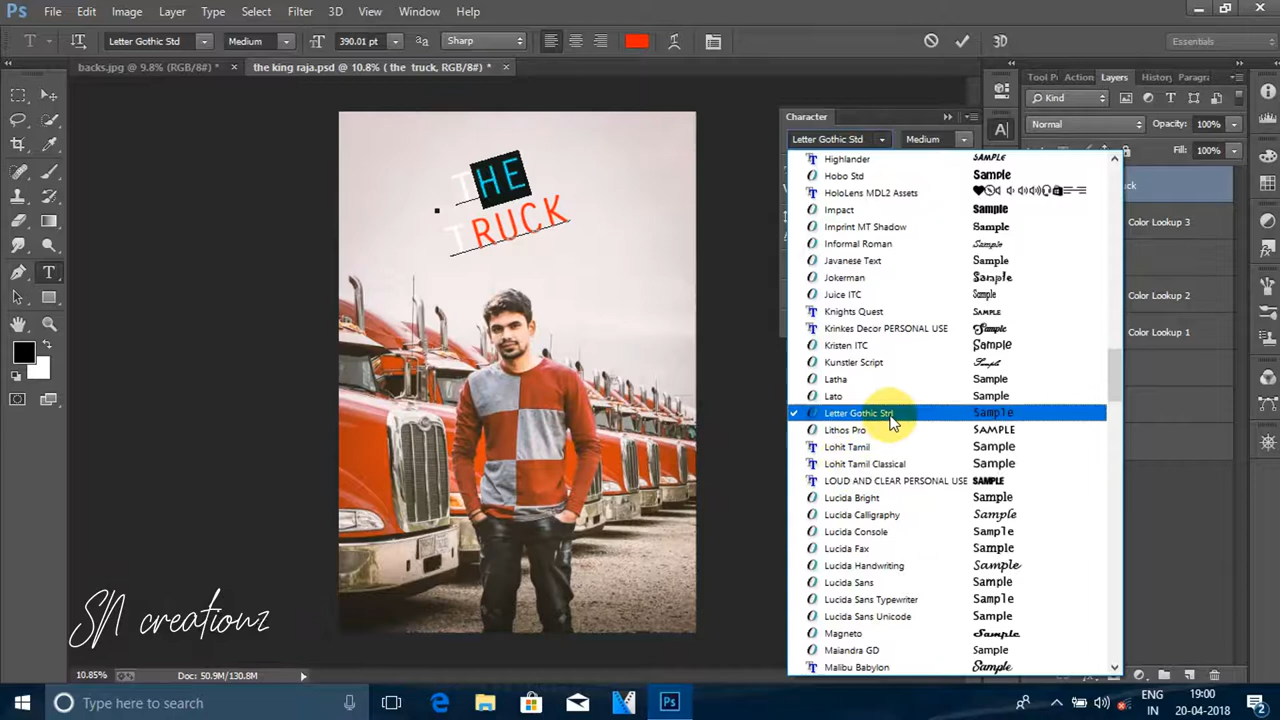 Ps File Edit Image Layer Type Select Filter 3D View Window Help
T Letter Gothic Std Medium 390.01 pt aa Sharp 3D Essentials
backs.jpg @ 9.8% (RGB/8#) * × the king raja.psd @ 10.8% ( the truck, RGB/8#) * ×
Tool P Action Layers History Paragra
Character
Kind
Letter Gothic Std Medium
Normal Opacity: 100%
Fill: 100%
THE
TRUCK
Highlander SAMPLE
Hobo Std Sample
HoloLens MDL2 Assets
Impact Sample
Imprint MT Shadow Sample
Informal Roman Sample
Javanese Text Sample
Jokerman Sample
Juice ITC Sample
Knights Quest SAMPLE
Krinkes Decor PERSONAL USE Sample
Kristen ITC Sample
Kunstler Script Sample
Latha Sample
Lato Sample
Letter Gothic Std Sample
Lithos Pro SAMPLE
Lohit Tamil Sample
Lohit Tamil Classical Sample
LOUD AND CLEAR PERSONAL USE SAMPLE
Lucida Bright Sample
Lucida Calligraphy Sample
Lucida Console Sample
Lucida Fax Sample
Lucida Handwriting Sample
Lucida Sans Sample
Lucida Sans Typewriter Sample
Lucida Sans Unicode Sample
Magneto Sample
Maiandra GD Sample
Malibu Babylon Sample
uck
Color Lookup 3
Color Lookup 2
Color Lookup 1
SN creationz
10.85% Doc: 50.9M/130.8M
Type here to search
ENG
IN
19:00
20-04-2018
2